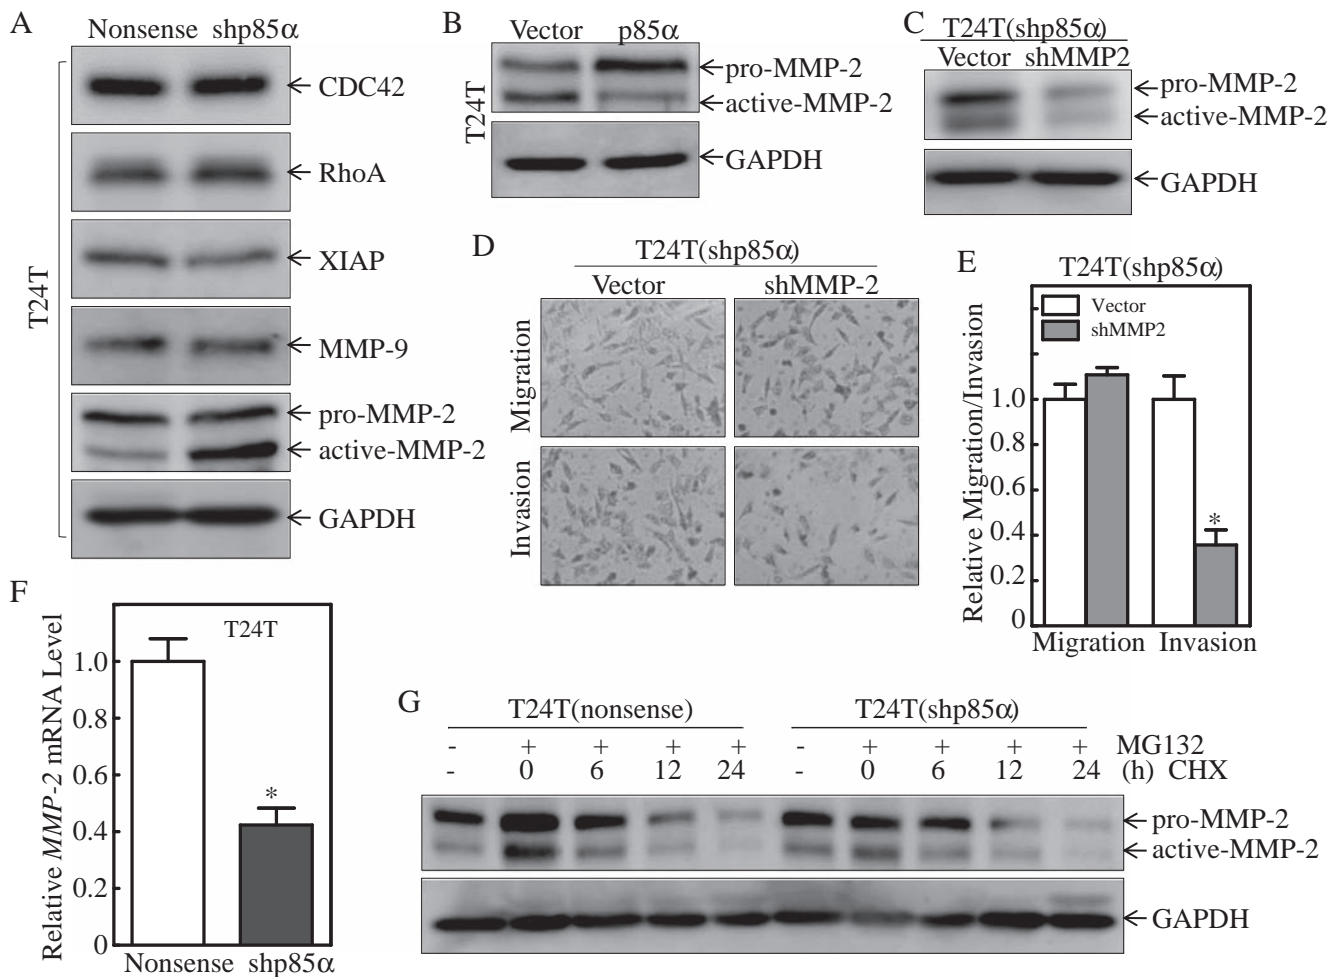 A
Nonsense shp85α
T24T
CDC42
RhoA
XIAP
MMP-9
pro-MMP-2
active-MMP-2
GAPDH
B
Vector p85α
T24T
pro-MMP-2
active-MMP-2
GAPDH
C
T24T(shp85α)
Vector shMMP2
pro-MMP-2
active-MMP-2
GAPDH
D
T24T(shp85α)
Vector shMMP-2
Migration
Invasion
E
T24T(shp85α)
Vector
shMMP2
Relative Migration/Invasion
1.0
0.8
0.6
0.4
0.2
0
*
Migration Invasion
F
T24T
Relative MMP-2 mRNA Level
1.0
0.8
0.6
0.4
0.2
0
*
Nonsense shp85α
G
T24T(nonsense) T24T(shp85α)
- + + + + - + + + + MG132
- 0 6 12 24 - 0 6 12 24 (h) CHX
pro-MMP-2
active-MMP-2
GAPDH